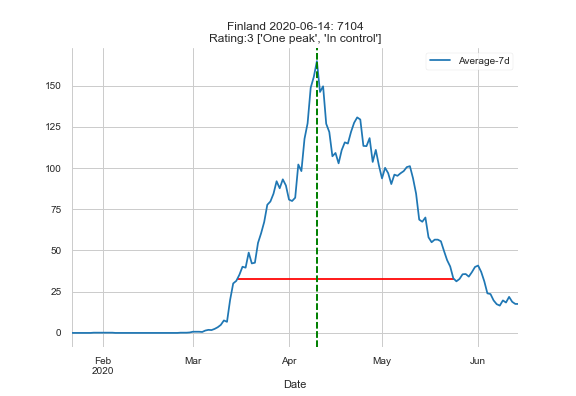 Finland 2020-06-14: 7104
Rating:3 ['One peak', 'In control']
Average-7d
150
125
100
75
50
25
0
Feb
2020
Mar
Apr
May
Jun
Date